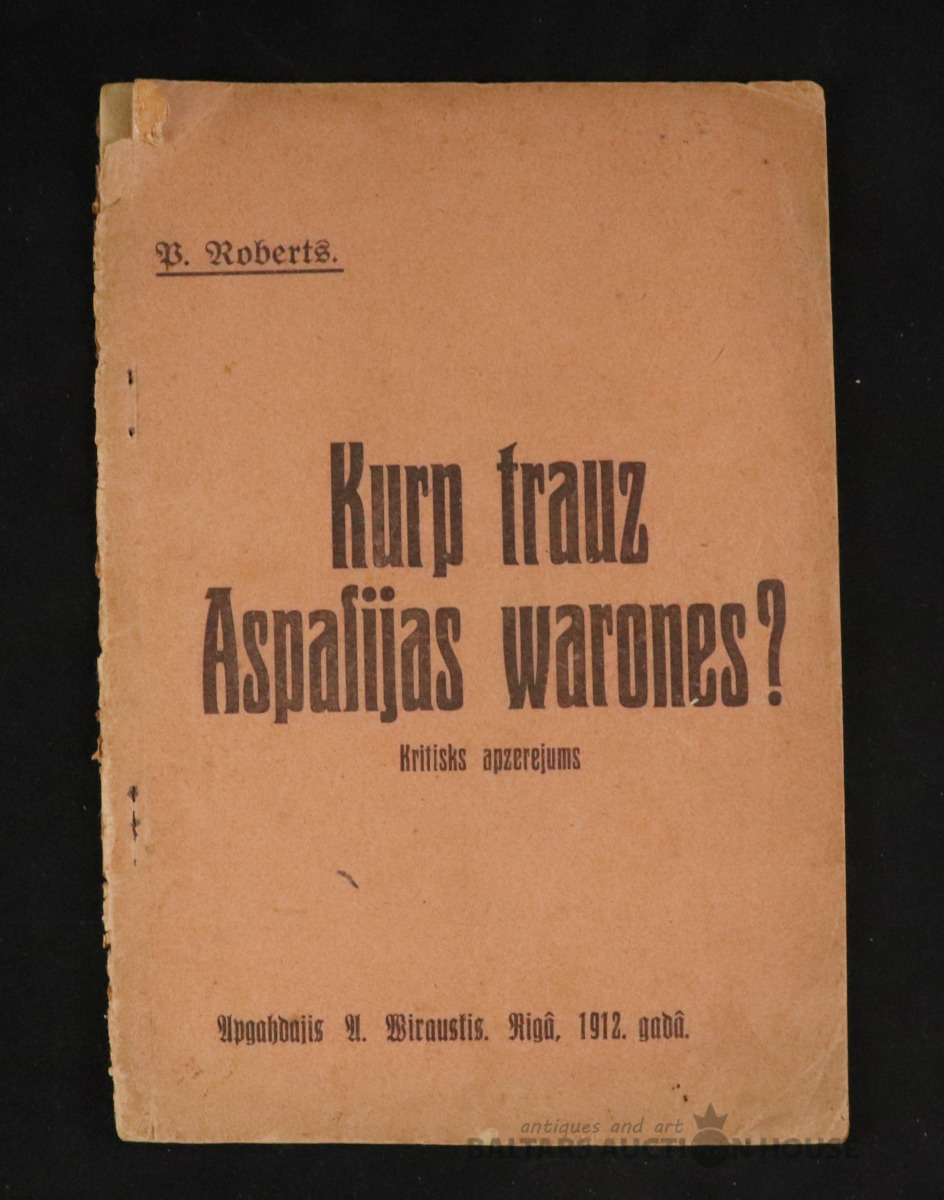 P. Roberts.
Kurp trauz
Aspaſijas warones?
Kritisks apzerejums
Apgahdajis A. Wirauskis. Rigâ, 1912. gadâ.
antiques and art
BALTARS AUCTION HOUSE